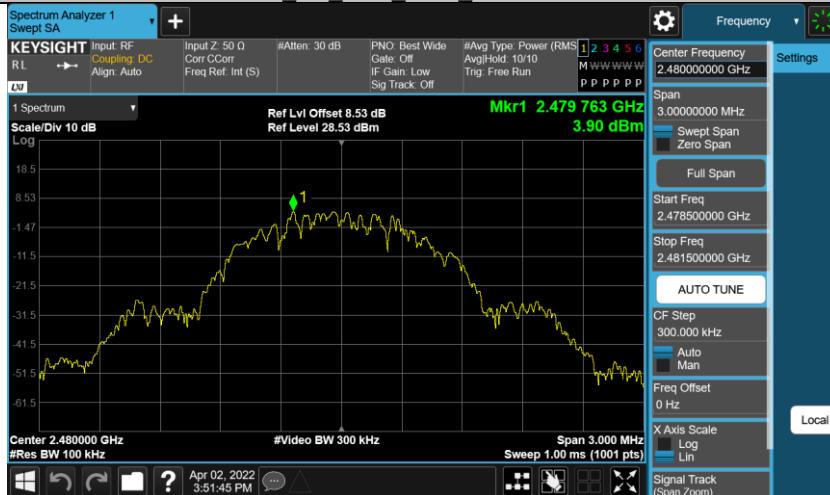 Spectrum Analyzer 1
Swept SA
+
Frequency
KEYSIGHT
RL
LXI
Input: RF
Coupling: DC
Align: Auto
Input Z: 50 Ω
Corr CCorr
Freq Ref: Int (S)
#Atten: 30 dB
PNO: Best Wide
Gate: Off
IF Gain: Low
Sig Track: Off
#Avg Type: Power (RMS
Avg|Hold: 10/10
Trig: Free Run
1 2 3 4 5 6
M W W W W W
P P P P P P
1 Spectrum
Scale/Div 10 dB
Log
Ref Lvl Offset 8.53 dB
Ref Level 28.53 dBm
Mkr1 2.479 763 GHz
3.90 dBm
18.5
8.53
-1.47
-11.5
-21.5
-31.5
-41.5
-51.5
-61.5
1
Center 2.480000 GHz
#Res BW 100 kHz
#Video BW 300 kHz
Span 3.000 MHz
Sweep 1.00 ms (1001 pts)
?
Apr 02, 2022
3:51:45 PM
Center Frequency
2.480000000 GHz
Span
3.00000000 MHz
Swept Span
Zero Span
Full Span
Start Freq
2.478500000 GHz
Stop Freq
2.481500000 GHz
AUTO TUNE
CF Step
300.000 kHz
Auto
Man
Freq Offset
0 Hz
X Axis Scale
Log
Lin
Signal Track
(Span Zoom)
Settings
Local